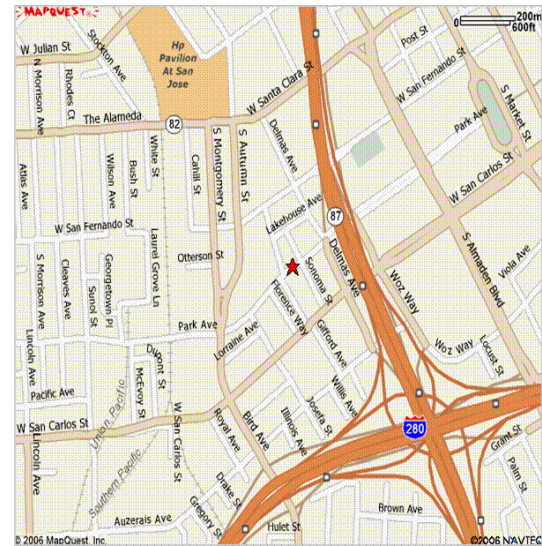 MAPQUEST
200m
0
600ft
W Julian St
Stockton Ave
Hp
Pavilion
At San
Jose
Post St
N Morrison Ave
Rhodes Ct
W Santa Clara St
W San Fernando St
S Market St
The Alameda
82
Park Ave
Atlas Ave
Wilson Ave
Bush St
White St
Cahill St
S Montgomery St
S Autumn St
Delmas Ave
W San Carlos St
Lakehouse Ave
87
W San Fernando St
Laurel Grove Ln
Otterson St
Sonoma St
Delmas Ave
Woz Way
S Almaden Blvd
Viola Ave
S Morrison Ave
Cleaves Ave
Sunol St
Georgetown Pl
Florence Way
Park Ave
Lorraine Ave
Gifford Ave
Woz Way
Locust St
Lincoln Ave
Dupont St
McEvoy St
Willis Ave
Pacific Ave
Union Pacific
W San Carlos St
Royal Ave
Bird Ave
Illinois Ave
Josefa St
280
W San Carlos St
Grant St
Lincoln Ave
Southern Pacific
Drake St
Palm St
Auzerais Ave
Gregory St
Hulet St
Brown Ave
© 2006 MapQuest, Inc.
©2006 NAVTEQ